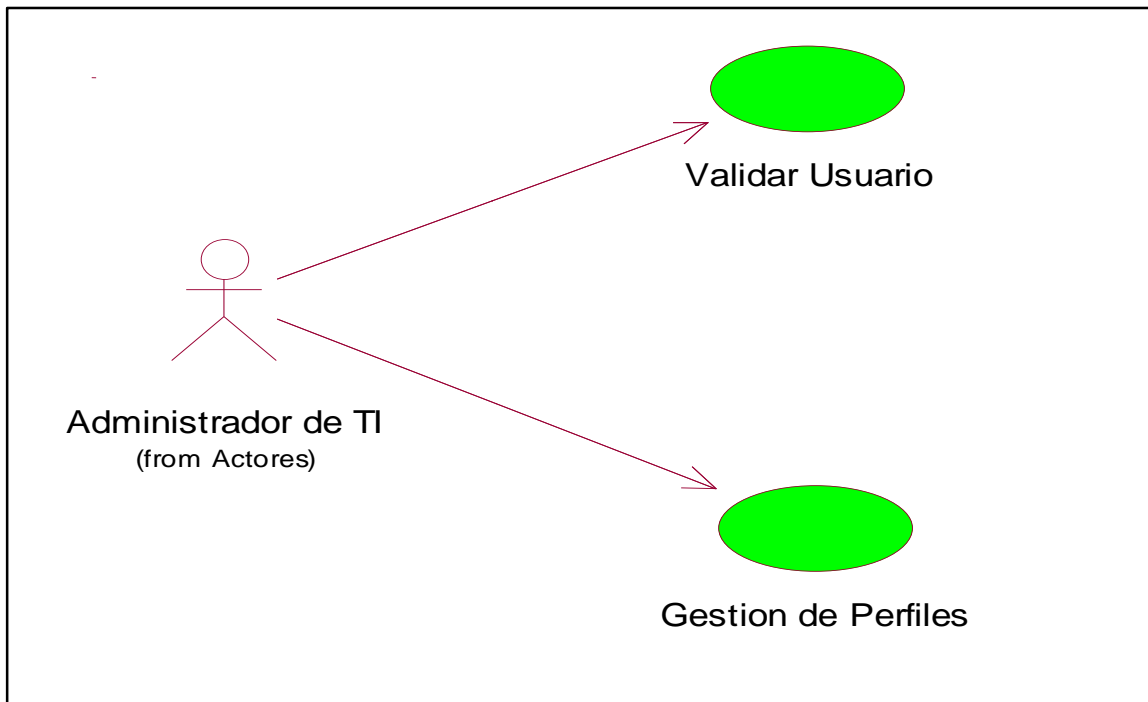 Validar Usuario
Administrador de TI
(from Actores)
Gestion de Perfiles